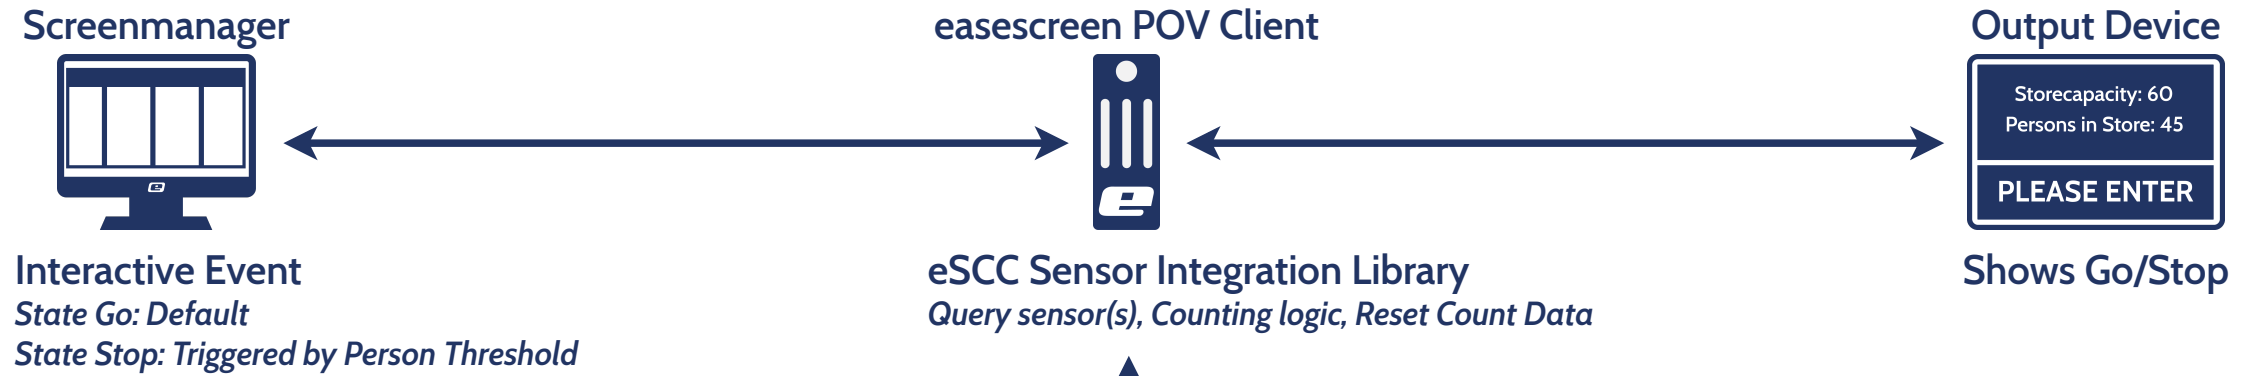 Screenmanager
easescreen POV Client
Output Device
Storecapacity: 60
Persons in Store: 45
PLEASE ENTER
e
e
Interactive Event
State Go: Default
State Stop: Triggered by Person Threshold
eSCC Sensor Integration Library
Query sensor(s), Counting logic, Reset Count Data
Shows Go/Stop